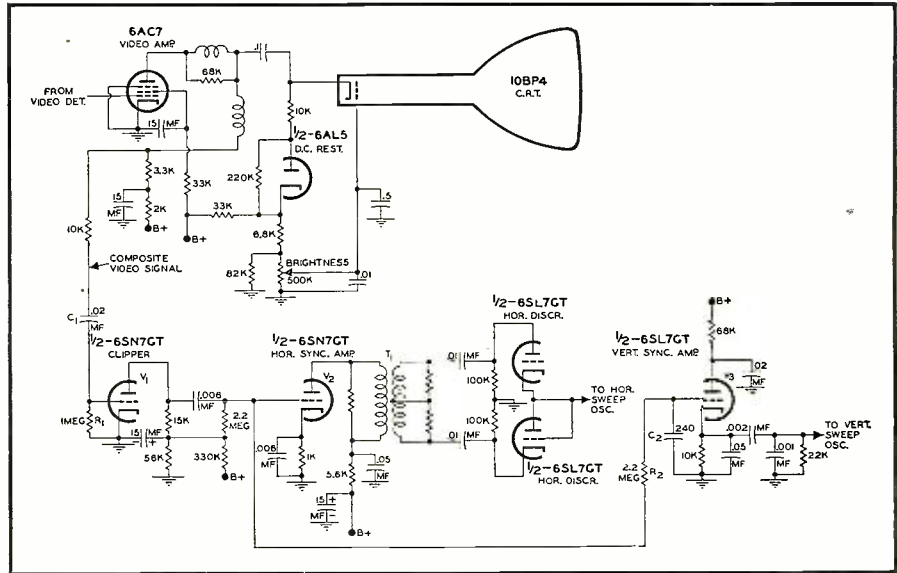 6AC7
VIDEO AMP.
FROM
VIDEO DET.
68K
.1
10BP4
C.R.T.
10K
1/2-6AL5
D.C. REST.
.15 MF
3.3K
33K
220K
.15
MF
2K
B+
33K
B+
6.8K
.5
10K
COMPOSITE
VIDEO SIGNAL
82K
BRIGHTNESS
500K
.01
C1
.02
MF
1/2-6SN7GT
CLIPPER
V1
1MEG
R1
.15
MF
+
15K
56K
.006
MF
2.2
MEG
330K
B+
1/2-6SN7GT
HOR. SYNC. AMP
V2
.008
MF
1K
T1
5.6K
.05
MF
15
+
MF
-
B+
1/2-6SL7GT
HOR. DISCR.
.01 MF
100K
100K
.01 MF
TO HOR.
SWEEP
OSC.
1/2-6SL7GT
HOR. DISCR.
B+
68K
1/2-6SL7GT
VERT. SYNC. AMP
.02
MF
C2
240
10K
.05
MF
.002 MF
.001
MF
22K
TO VERT.
SWEEP
OSC.
2.2
MEG
R2